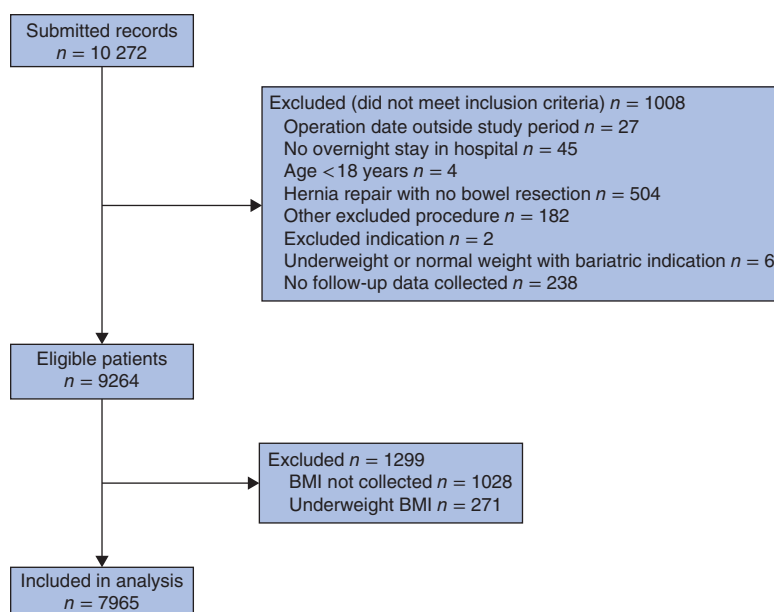 Submitted records
n = 10 272
Excluded (did not meet inclusion criteria) n = 1008
Operation date outside study period n = 27
No overnight stay in hospital n = 45
Age <18 years n = 4
Hernia repair with no bowel resection n = 504
Other excluded procedure n = 182
Excluded indication n = 2
Underweight or normal weight with bariatric indication n = 6
No follow-up data collected n = 238
Eligible patients
n = 9264
Excluded n = 1299
BMI not collected n = 1028
Underweight BMI n = 271
Included in analysis
n = 7965